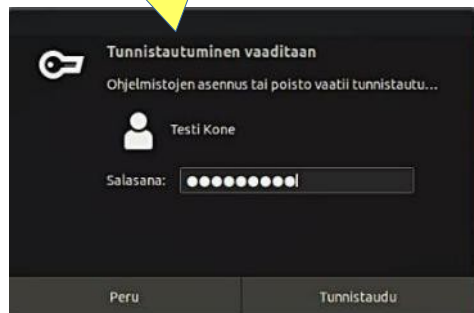 Tunnistautuminen vaaditaan
Ohjelmistojen asennus tai poisto vaatii tunnistautu...
Testi Kone
Salasana: ●●●●●●●●●
Peru
Tunnistaudu